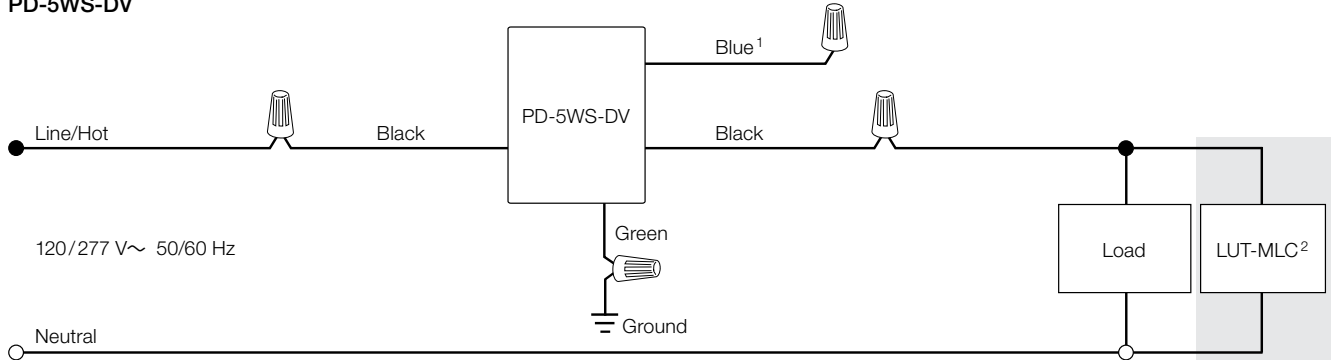 PD-5WS-DV
Blue¹
PD-5WS-DV
Line/Hot
Black
Black
Green
120/277 V~ 50/60 Hz
Load
LUT-MLC²
Ground
Neutral